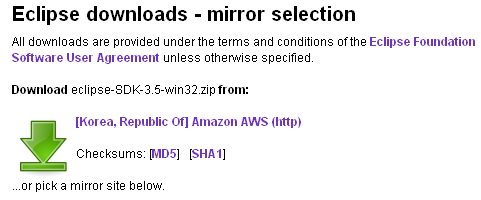 Eclipse downloads - mirror selection
All downloads are provided under the terms and conditions of the Eclipse Foundation
Software User Agreement unless otherwise specified.
Download eclipse-SDK-3.5-win32.zip from:
[Korea, Republic Of] Amazon AWS (http)
Checksums: [MD5] [SHA1]
...or pick a mirror site below.